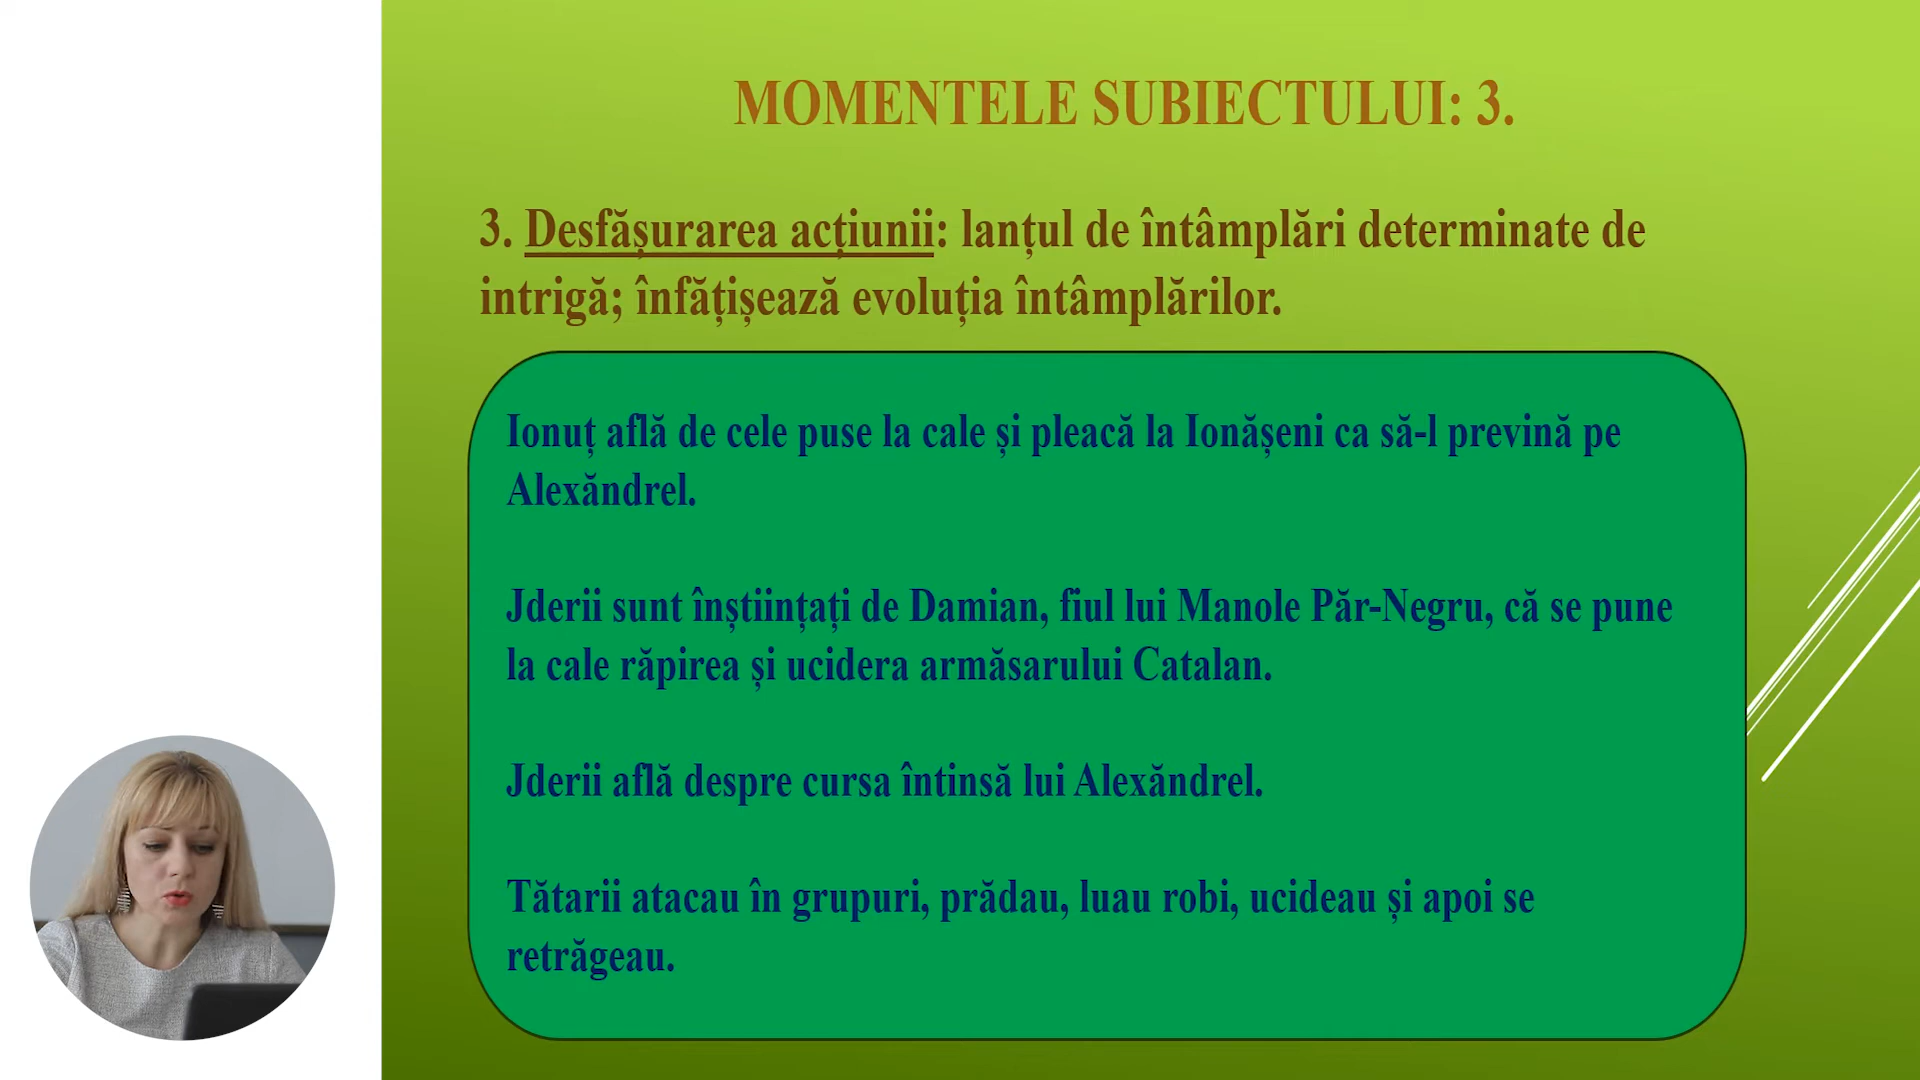 MOMENTELE SUBIECTULUI: 3.
3. Desfășurarea acțiunii: lanțul de întâmplări determinate de
intrigă; înfățișează evoluția întâmplărilor.
Ionuț află de cele puse la cale și pleacă la Ionășeni ca să-l prevină pe
Alexăndrel.
Jderii sunt înștiințați de Damian, fiul lui Manole Păr-Negru, că se pune
la cale răpirea și ucidera armăsarului Catalan.
Jderii află despre cursa întinsă lui Alexăndrel.
Tătarii atacau în grupuri, prădau, luau robi, ucideau și apoi se
retrăgeau.